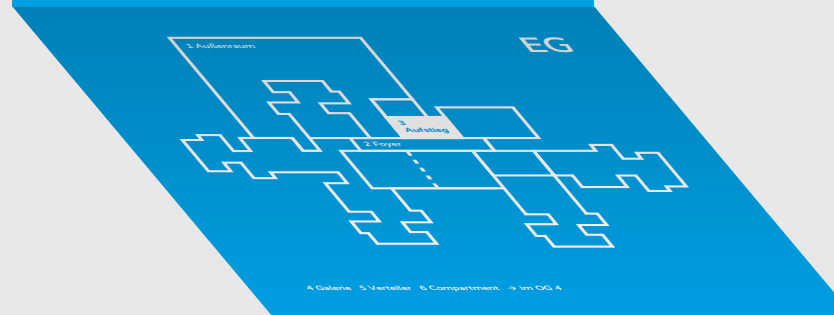 EG
1 Außenraum
3
Aufstieg
2 Foyer
4 Galerie 5 Verteiler 6 Compartment → im OG 4